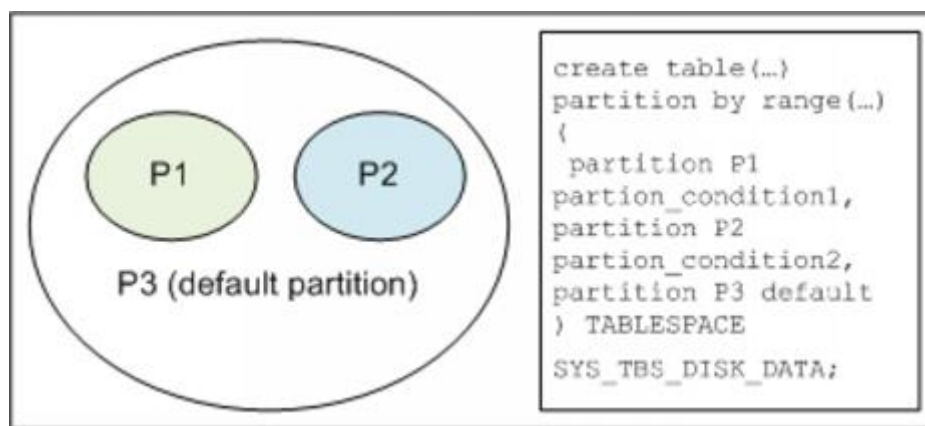 P1
P2
P3 (default partition)
create table(…)
partition by range(…)
(
partition P1
partion_condition1,
partition P2
partion_condition2,
partition P3 default
) TABLESPACE
SYS_TBS_DISK_DATA;